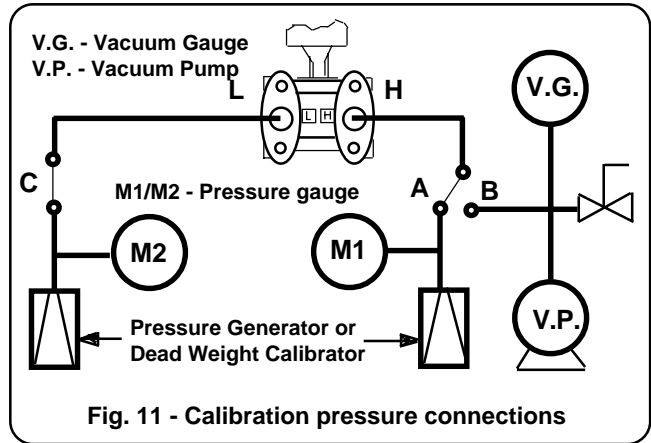 V.G. - Vacuum Gauge
V.P. - Vacuum Pump
L
H
V.G.
L H
C
A
B
M1/M2 - Pressure gauge
M2
M1
V.P.
Pressure Generator or
Dead Weight Calibrator
Fig. 11 - Calibration pressure connections